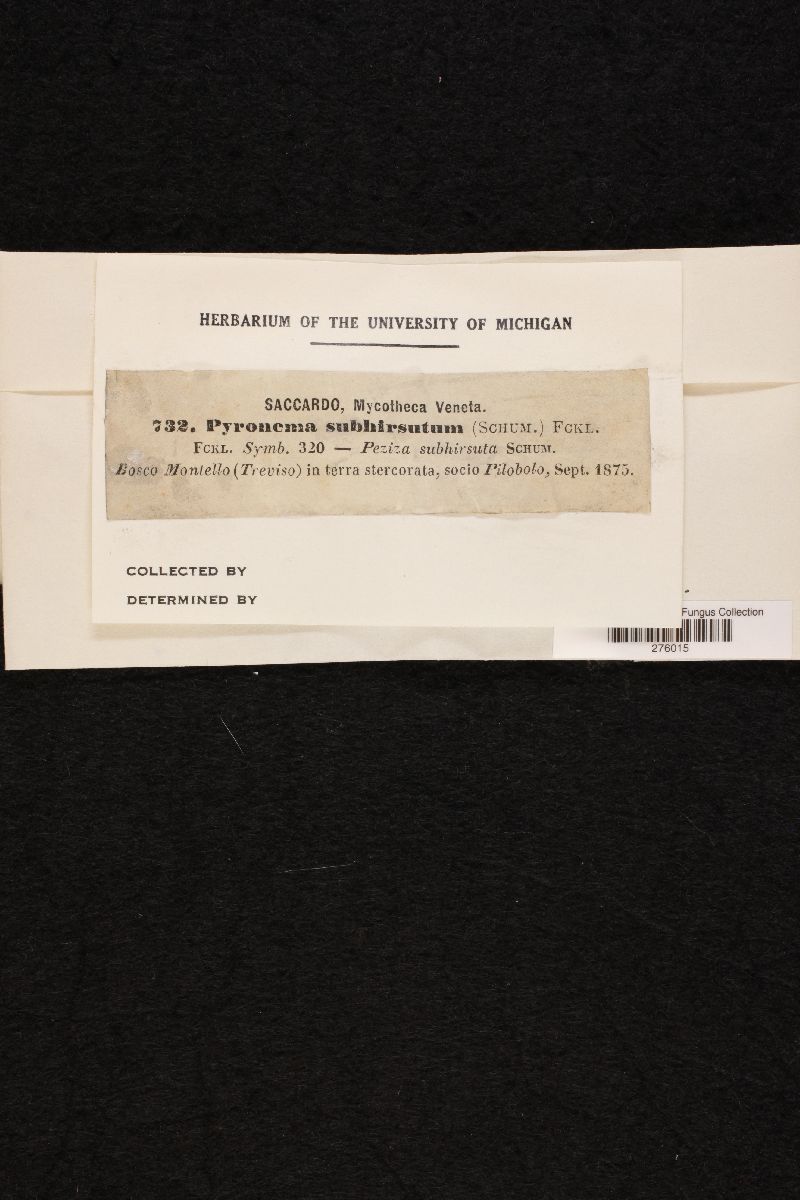 HERBARIUM OF THE UNIVERSITY OF MICHIGAN
SACCARDO, Mycotheca Veneta.
732. Pyronema subhirsutum (SCHUM.) FCKL.
FCKL. Symb. 320 — Peziza subhirsuta SCHUM.
Bosco Montello (Treviso) in terra stercorata, socio Pilobolo, Sept. 1875.
COLLECTED BY
DETERMINED BY
Fungus Collection
276015